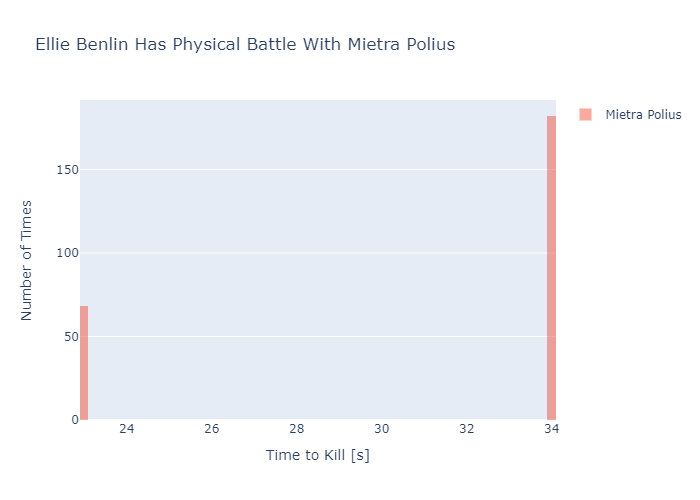 Ellie Benlin Has Physical Battle With Mietra Polius
Mietra Polius
150
100
50
0
Number of Times
24 26 28 30 32 34
Time to Kill [s]